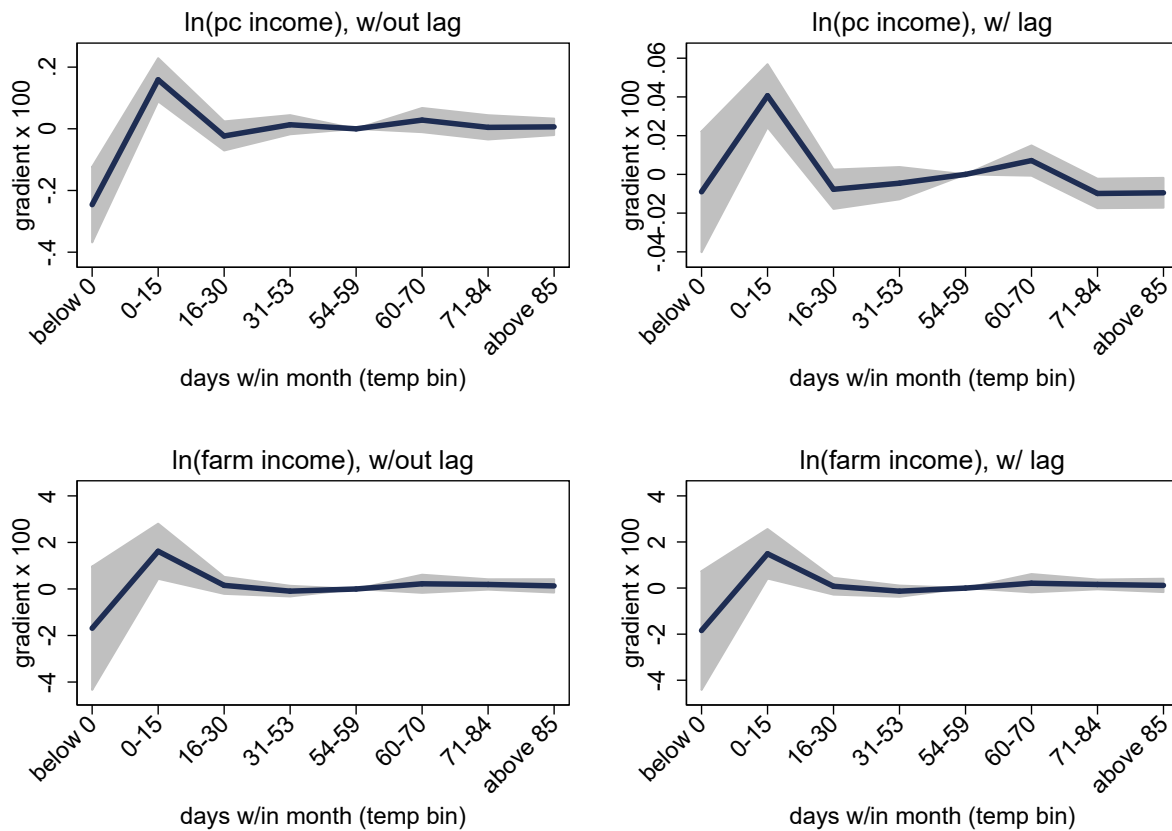 ln(pc income), w/out lag
gradient x 100
.2
0
-.2
-.4
below 0
0-15
16-30
31-53
54-59
60-70
71-84
above 85
days w/in month (temp bin)
ln(pc income), w/ lag
gradient x 100
.06
.04
.02
0
-.02
-.04
below 0
0-15
16-30
31-53
54-59
60-70
71-84
above 85
days w/in month (temp bin)
ln(farm income), w/out lag
gradient x 100
4
2
0
-2
-4
below 0
0-15
16-30
31-53
54-59
60-70
71-84
above 85
days w/in month (temp bin)
ln(farm income), w/ lag
gradient x 100
4
2
0
-2
-4
below 0
0-15
16-30
31-53
54-59
60-70
71-84
above 85
days w/in month (temp bin)